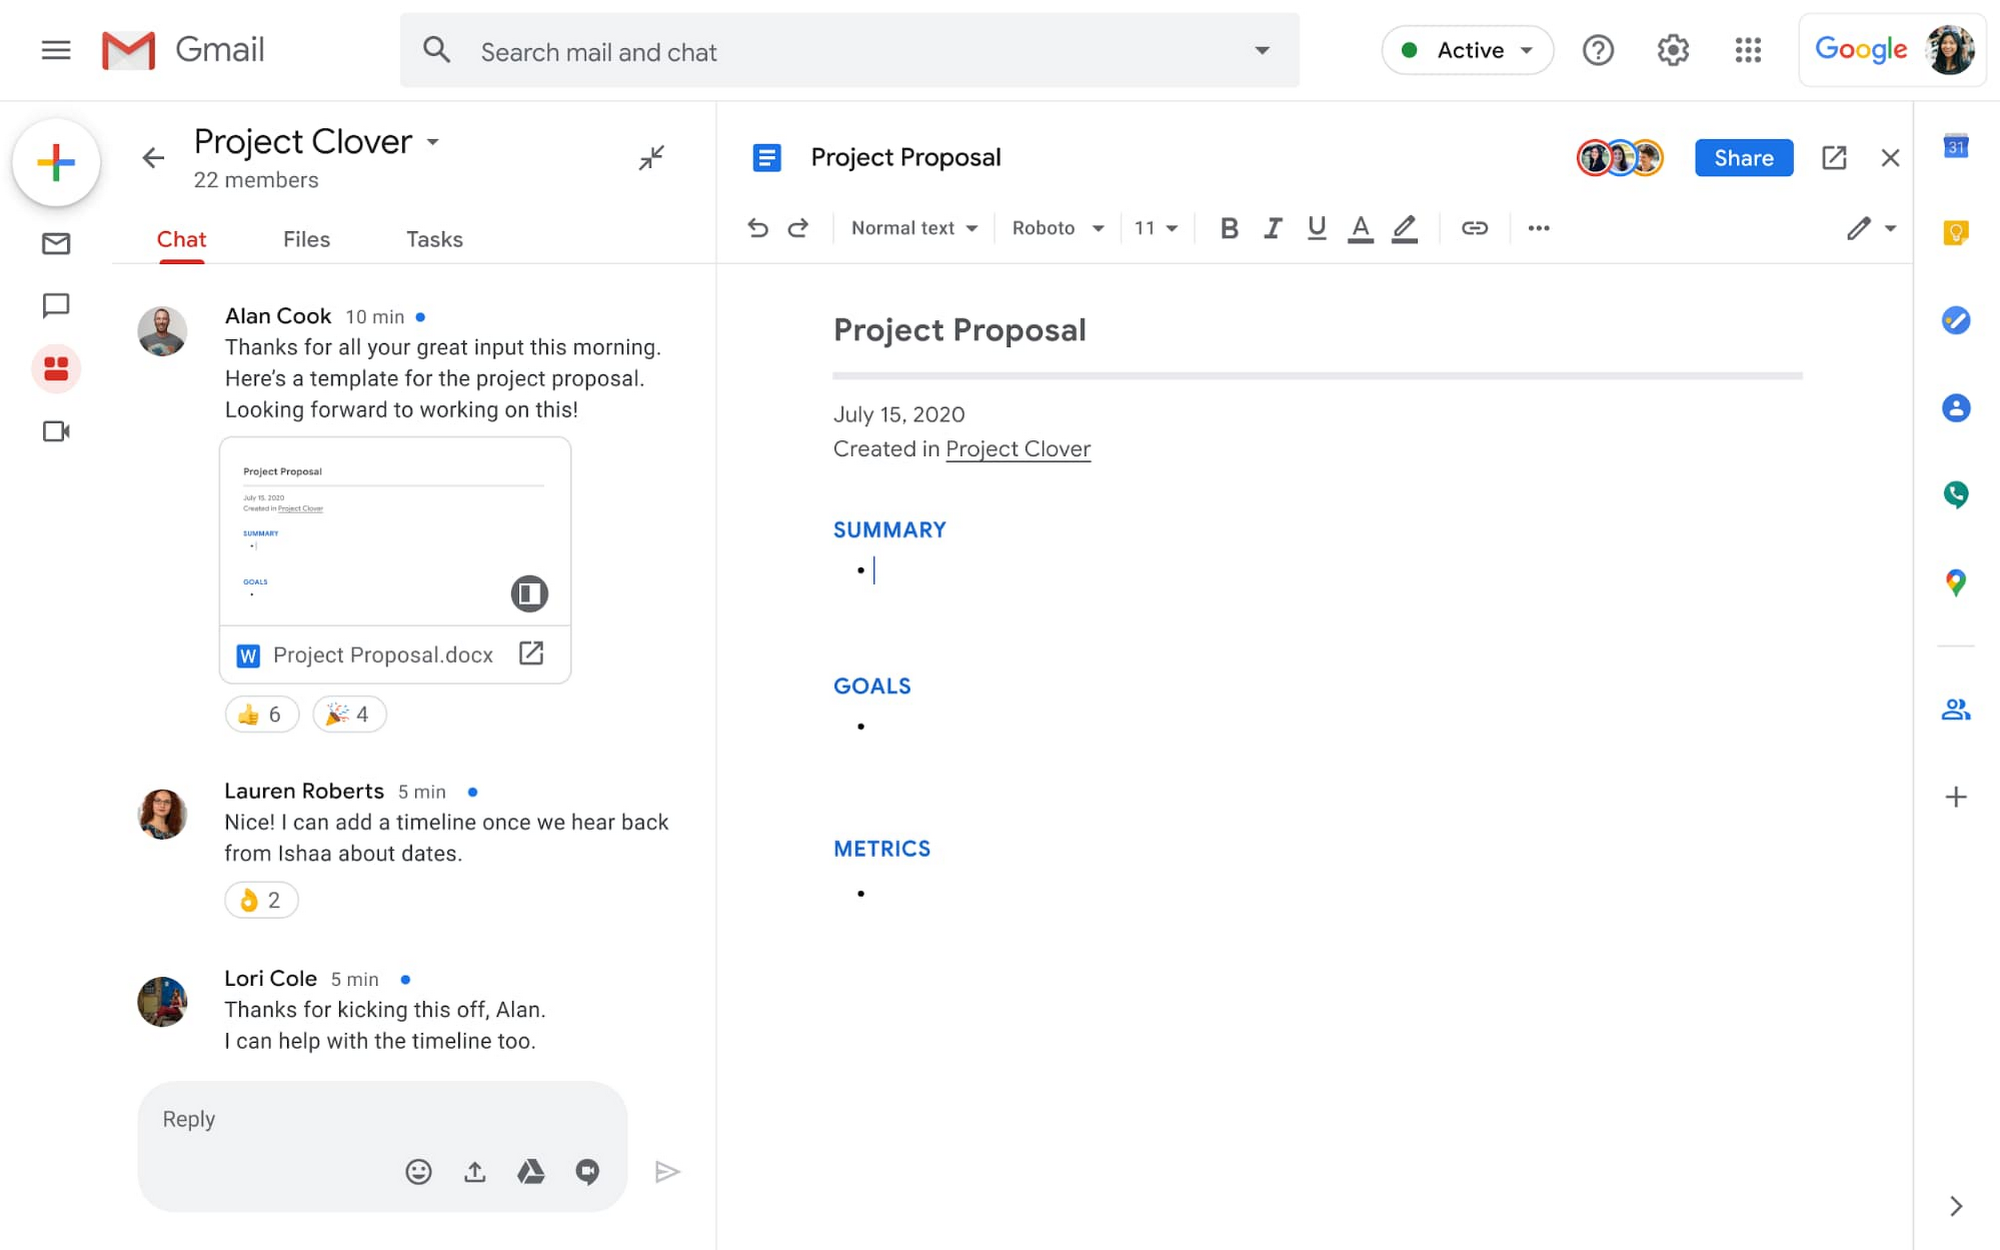 Gmail
Search mail and chat
Active
Google
Project Clover
22 members
Chat
Files
Tasks
Alan Cook 10 min
Thanks for all your great input this morning.
Here's a template for the project proposal.
Looking forward to working on this!
Project Proposal
July 15, 2020
Created in Project Clover
SUMMARY
GOALS
W Project Proposal.docx
👍 6
🎉 4
Lauren Roberts 5 min
Nice! I can add a timeline once we hear back
from Ishaa about dates.
👌 2
Lori Cole 5 min
Thanks for kicking this off, Alan.
I can help with the timeline too.
Reply
Project Proposal
Share
Normal text
Roboto
11
B I U A
Project Proposal
July 15, 2020
Created in Project Clover
SUMMARY
•
GOALS
•
METRICS
•
31